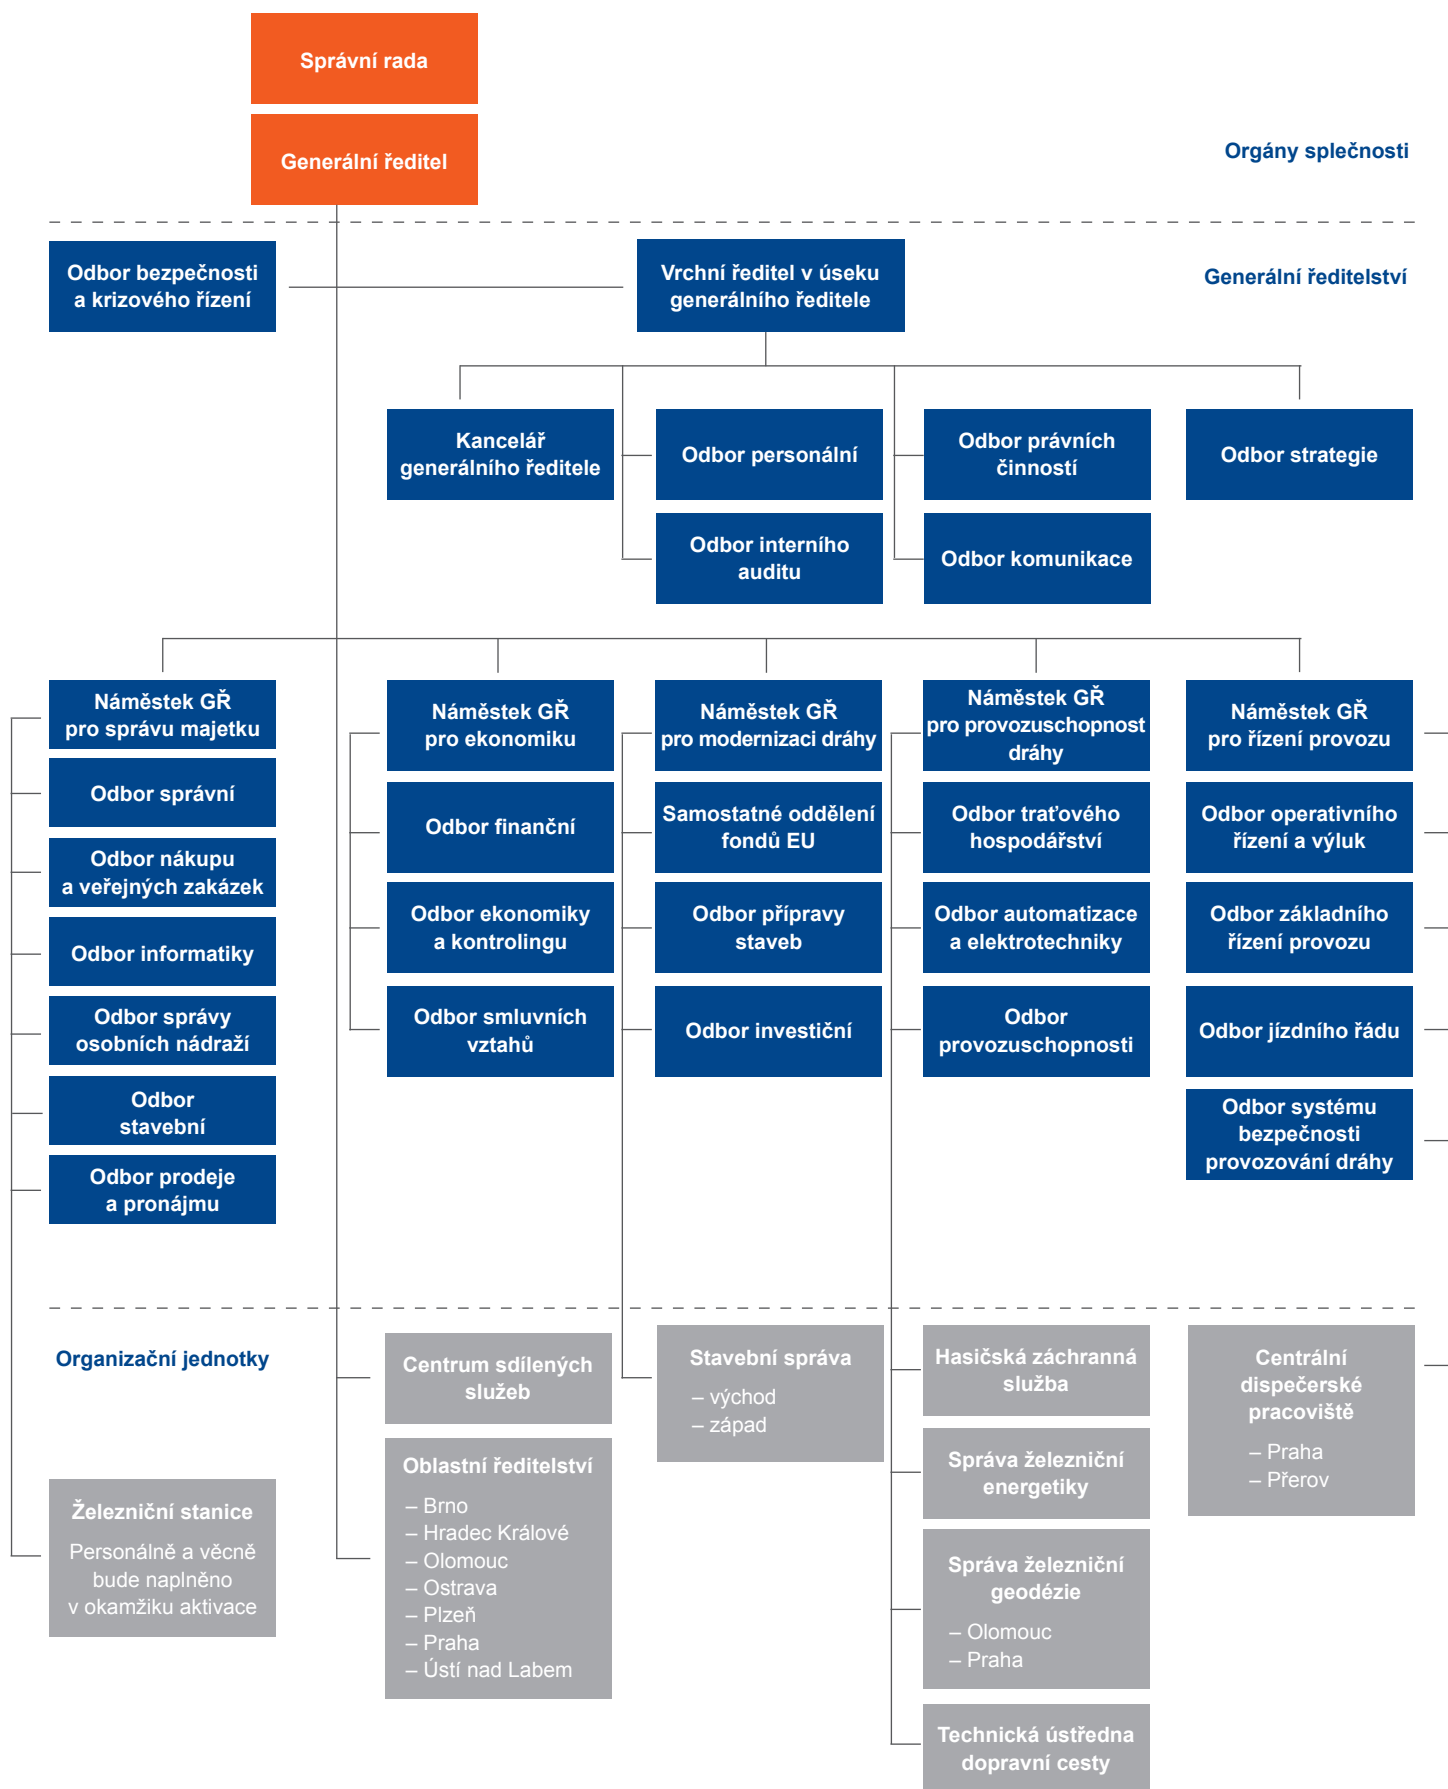 Správní rada
Generální ředitel
Orgány splečnosti
Odbor bezpečnosti
a krizového řízení
Vrchní ředitel v úseku
generálního ředitele
Generální ředitelství
Kancelář
generálního ředitele
Odbor personální
Odbor právních
činností
Odbor strategie
Odbor interního
auditu
Odbor komunikace
Náměstek GŘ
pro správu majetku
Odbor správní
Odbor nákupu
a veřejných zakázek
Odbor informatiky
Odbor správy
osobních nádraží
Odbor
stavební
Odbor prodeje
a pronájmu
Náměstek GŘ
pro ekonomiku
Odbor finanční
Odbor ekonomiky
a kontrolingu
Odbor smluvních
vztahů
Náměstek GŘ
pro modernizaci dráhy
Samostatné oddělení
fondů EU
Odbor přípravy
staveb
Odbor investiční
Náměstek GŘ
pro provozuschopnost
dráhy
Odbor traťového
hospodářství
Odbor automatizace
a elektrotechniky
Odbor
provozuschopnosti
Náměstek GŘ
pro řízení provozu
Odbor operativního
řízení a výluk
Odbor základního
řízení provozu
Odbor jízdního řádu
Odbor systému
bezpečnosti
provozování dráhy
Organizační jednotky
Železniční stanice
Personálně a věcně
bude naplněno
v okamžiku aktivace
Centrum sdílených
služeb
Oblastní ředitelství
– Brno
– Hradec Králové
– Olomouc
– Ostrava
– Plzeň
– Praha
– Ústí nad Labem
Stavební správa
– východ
– západ
Hasičská záchranná
služba
Správa železniční
energetiky
Správa železniční
geodézie
– Olomouc
– Praha
Technická ústředna
dopravní cesty
Centrální
dispečerské
pracoviště
– Praha
– Přerov